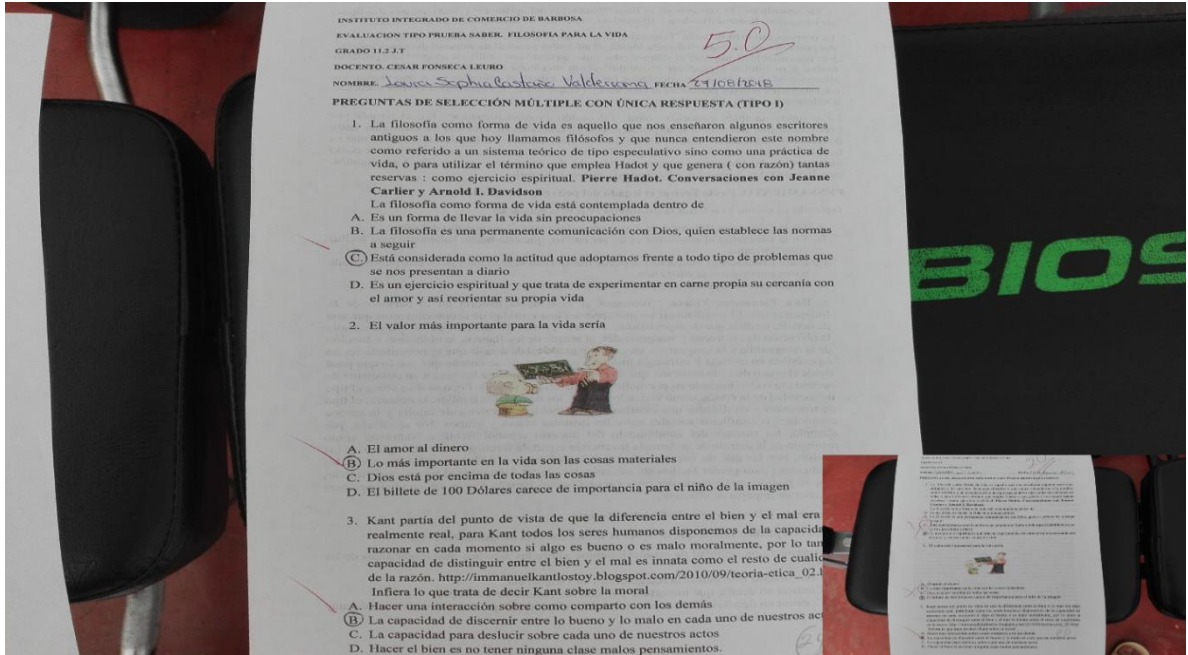 INSTITUTO INTEGRADO DE COMERCIO DE BARBOSA
EVALUACION TIPO PRUEBA SABER. FILOSOFIA PARA LA VIDA
GRADO 11.2 J.T
5.0
DOCENTO. CESAR FONSECA LEURO
NOMBRE. Laura Sophia Castaño Valderrama FECHA 27/08/2018
PREGUNTAS DE SELECCIÓN MÚLTIPLE CON ÚNICA RESPUESTA (TIPO I)
1. La filosofía como forma de vida es aquello que nos enseñaron algunos escritores
antiguos a los que hoy llamamos filósofos y que nunca entendieron este nombre
como referido a un sistema teórico de tipo especulativo sino como una práctica de
vida, o para utilizar el término que emplea Hadot y que genera ( con razón) tantas
reservas : como ejercicio espiritual. Pierre Hadot. Conversaciones con Jeanne
Carlier y Arnold I. Davidson
La filosofía como forma de vida está contemplada dentro de
A. Es un forma de llevar la vida sin preocupaciones
B. La filosofía es una permanente comunicación con Dios, quien establece las normas
a seguir
C. Está considerada como la actitud que adoptamos frente a todo tipo de problemas que
se nos presentan a diario
D. Es un ejercicio espiritual y que trata de experimentar en carne propia su cercanía con
el amor y así reorientar su propia vida
2. El valor más importante para la vida sería
A. El amor al dinero
B. Lo más importante en la vida son las cosas materiales
C. Dios está por encima de todas las cosas
D. El billete de 100 Dólares carece de importancia para el niño de la imagen
3. Kant partía del punto de vista de que la diferencia entre el bien y el mal era
realmente real, para Kant todos los seres humanos disponemos de la capacida
razonar en cada momento si algo es bueno o es malo moralmente, por lo tan
capacidad de distinguir entre el bien y el mal es innata como el resto de cualid
de la razón. http://immanuelkantlostoy.blogspot.com/2010/09/teoria-etica_02.h
Infiera lo que trata de decir Kant sobre la moral
A. Hacer una interacción sobre como comparto con los demás
B. La capacidad de discernir entre lo bueno y lo malo en cada uno de nuestros act
C. La capacidad para deslucir sobre cada uno de nuestros actos
D. Hacer el bien es no tener ninguna clase malos pensamientos.
BIOS